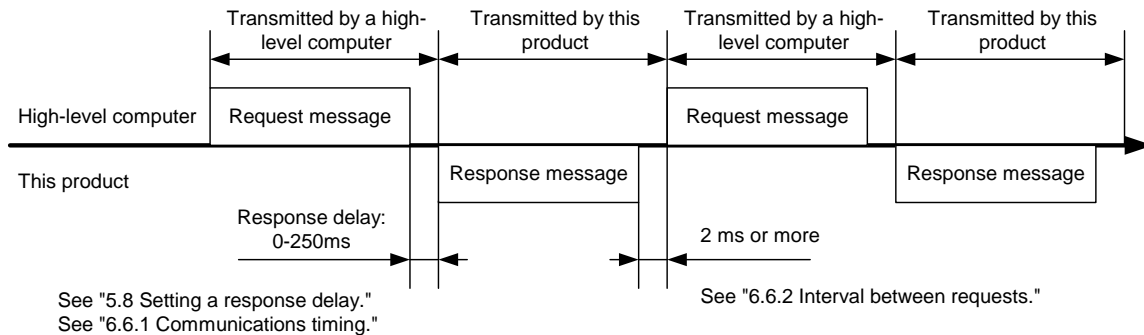 Transmitted by a high-
level computer
Transmitted by this
product
Transmitted by a high-
level computer
Transmitted by this
product
High-level computer
Request message
Request message
This product
Response message
Response message
Response delay:
0-250ms
2 ms or more
See "5.8 Setting a response delay."
See "6.6.1 Communications timing."
See "6.6.2 Interval between requests."